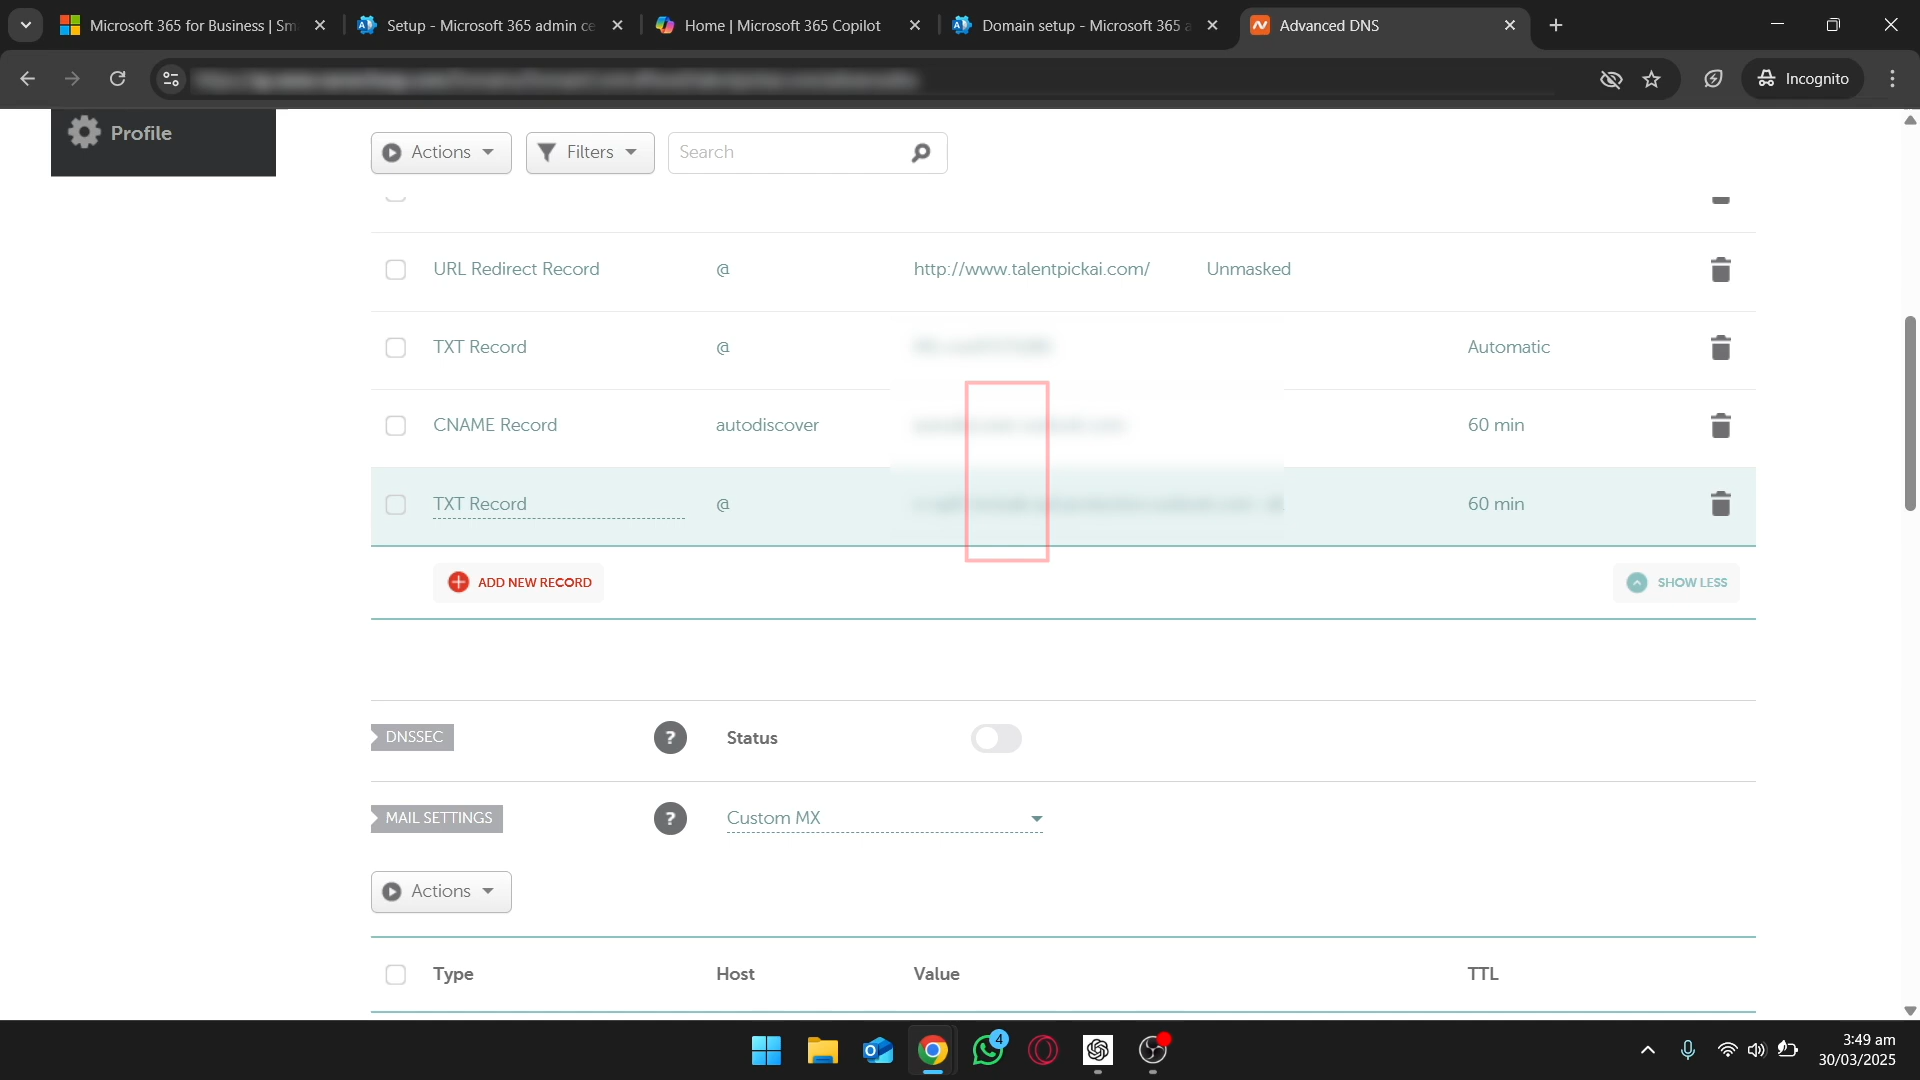 Microsoft 365 for Business | Sm
Setup - Microsoft 365 admin ce
Home | Microsoft 365 Copilot
Domain setup - Microsoft 365 a
Advanced DNS
Incognito
Profile
Actions
Filters
Search
URL Redirect Record @ http://www.talentpickai.com/ Unmasked
TXT Record @ Automatic
CNAME Record autodiscover 60 min
TXT Record @ 60 min
ADD NEW RECORD
SHOW LESS
DNSSEC ? Status
MAIL SETTINGS ? Custom MX
Actions
Type Host Value TTL
4
3:49 am
30/03/2025